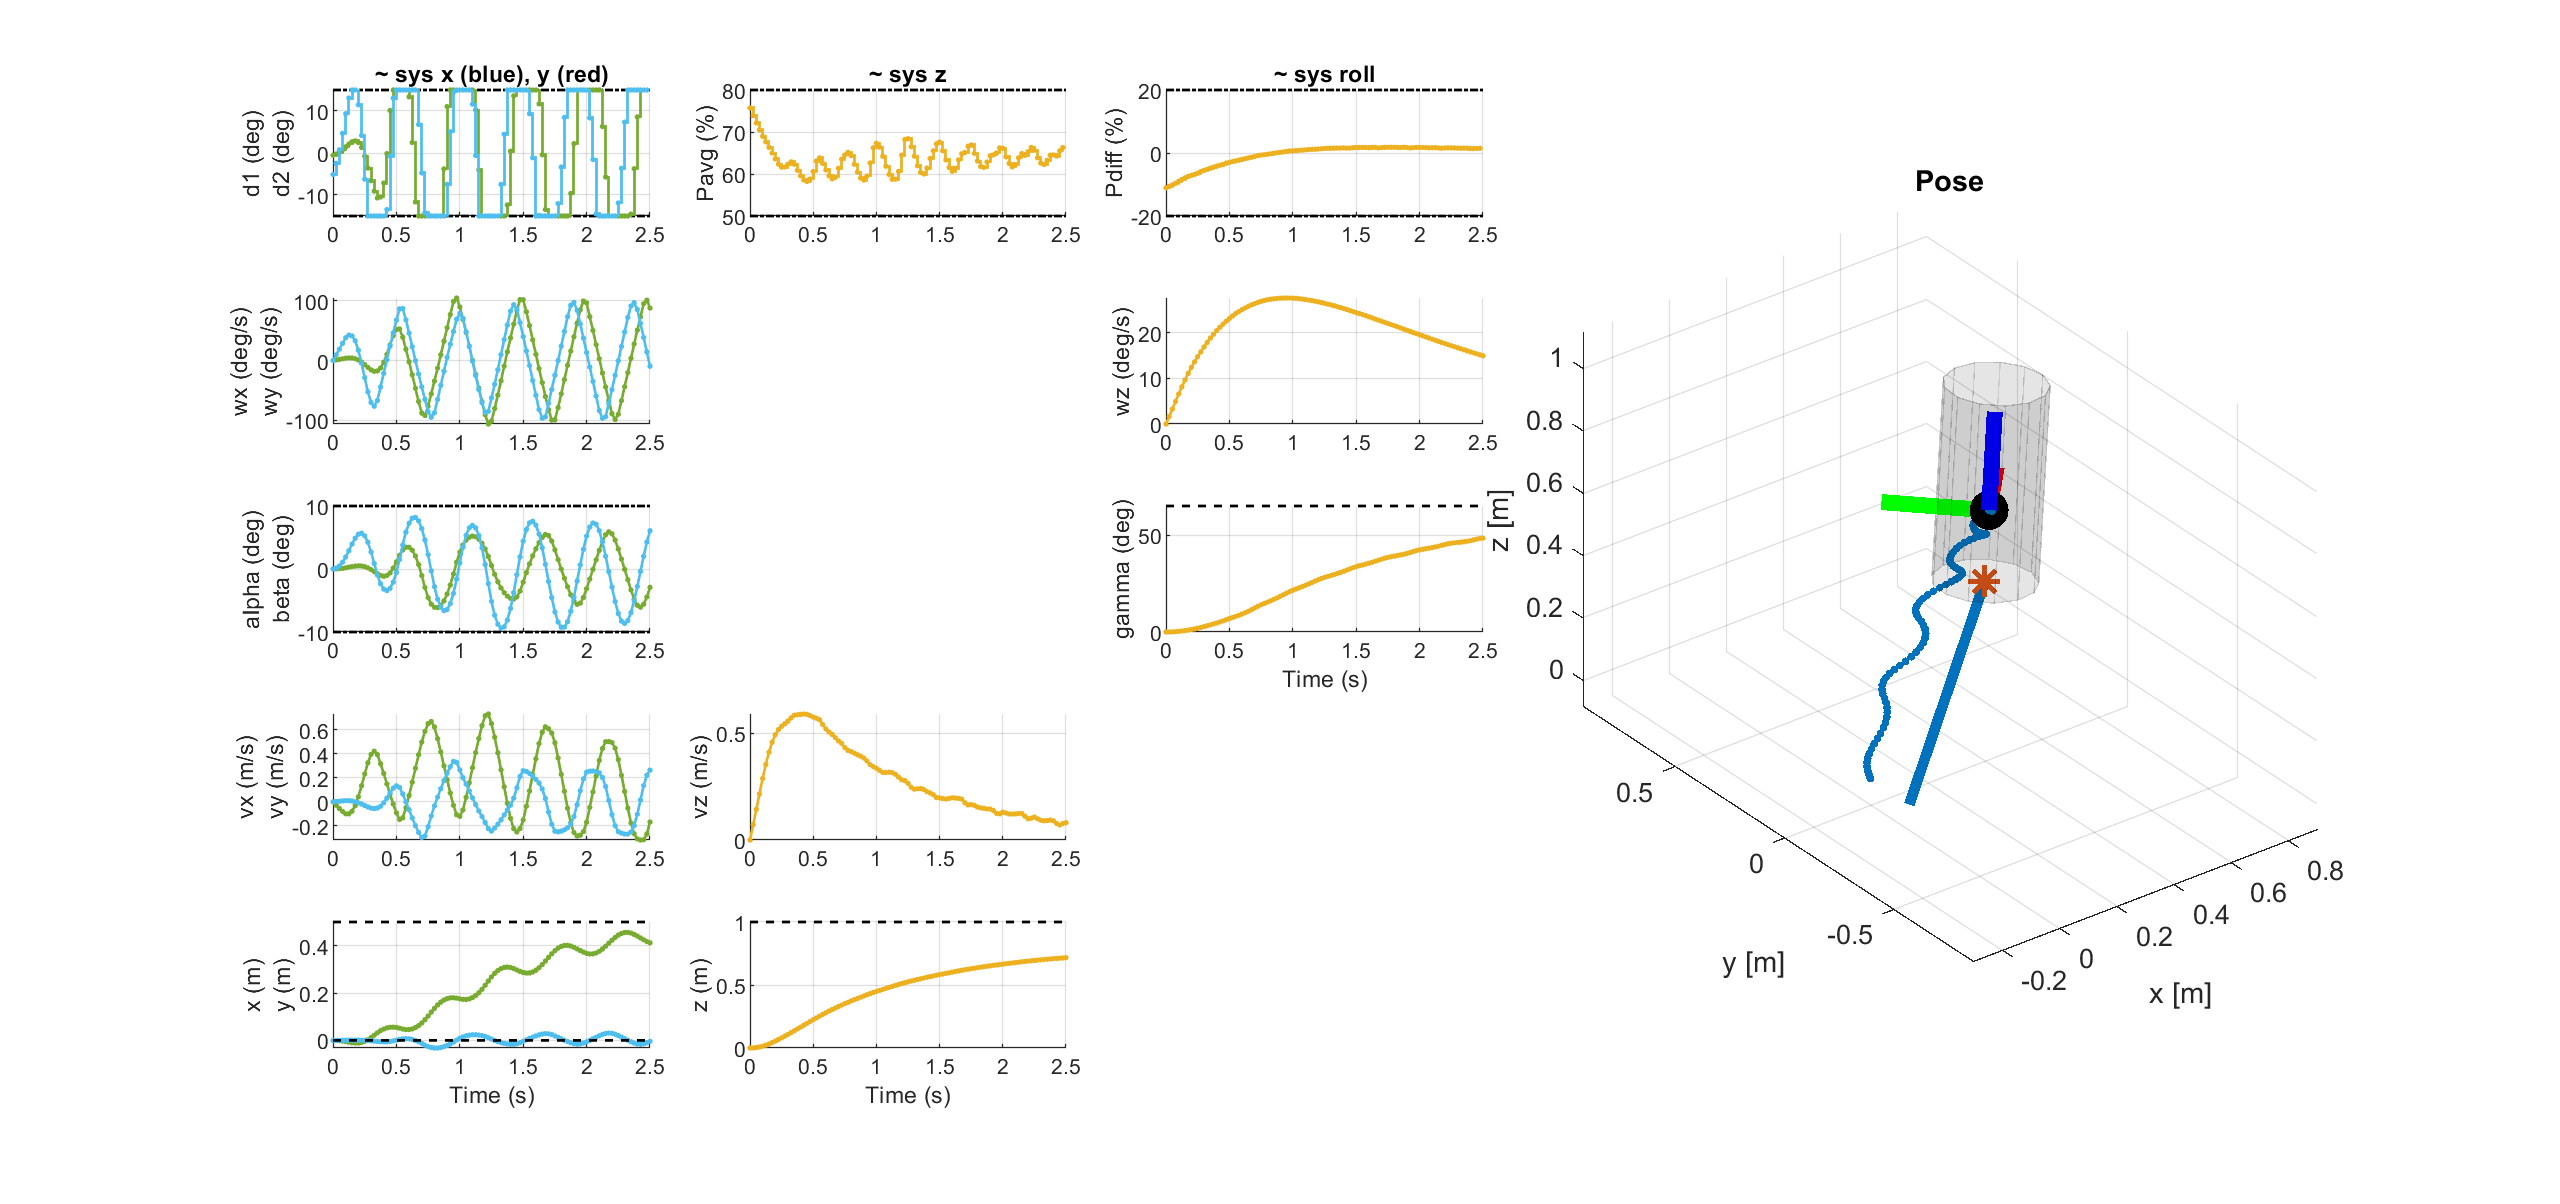 ~ sys x (blue), y (red)
~ sys z
~ sys roll
d1 (deg)
d2 (deg)
10
0
-10
0 0.5 1 1.5 2 2.5
Pavg (%)
80
70
60
50
0 0.5 1 1.5 2 2.5
Pdiff (%)
20
0
-20
0 0.5 1 1.5 2 2.5
wx (deg/s)
wy (deg/s)
100
0
-100
0 0.5 1 1.5 2 2.5
wz (deg/s)
20
10
0
0 0.5 1 1.5 2 2.5
alpha (deg)
beta (deg)
10
0
-10
0 0.5 1 1.5 2 2.5
gamma (deg)
50
0
0 0.5 1 1.5 2 2.5
Time (s)
vx (m/s)
vy (m/s)
0.6
0.4
0.2
0
-0.2
0 0.5 1 1.5 2 2.5
vz (m/s)
0.5
0
0 0.5 1 1.5 2 2.5
x (m)
y (m)
0.4
0.2
0
0 0.5 1 1.5 2 2.5
Time (s)
z (m)
1
0.5
0
0 0.5 1 1.5 2 2.5
Time (s)
Pose
z [m]
1
0.8
0.6
0.4
0.2
0
0.5
0
-0.5
y [m]
-0.2
0
0.2
0.4
0.6
0.8
x [m]